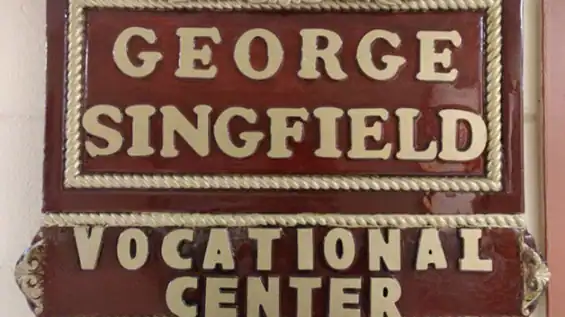 GEORGE
SINGFIELD
VOCATIONAL
CENTER